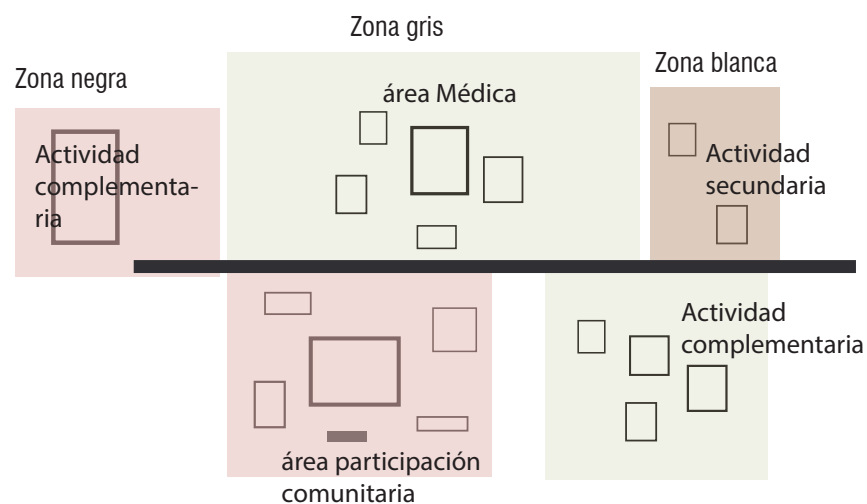 Zona gris
Zona negra
Zona blanca
área Médica
Actividad
complementa-
ria
Actividad
secundaria
Actividad
complementaria
área participación
comunitaria